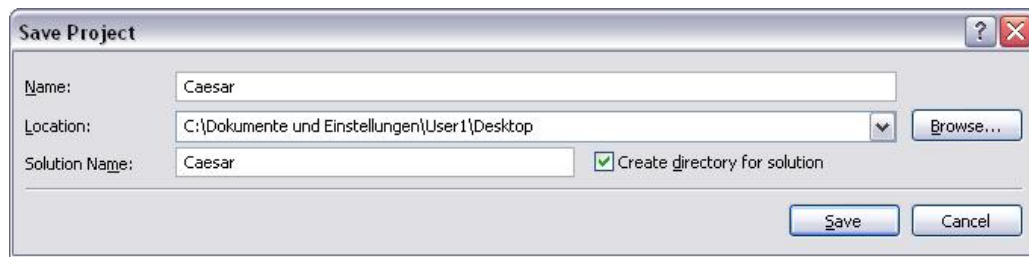 Save Project
Name: Caesar
Location: C:\Dokumente und Einstellungen\User1\Desktop Browse...
Solution Name: Caesar Create directory for solution
Save Cancel